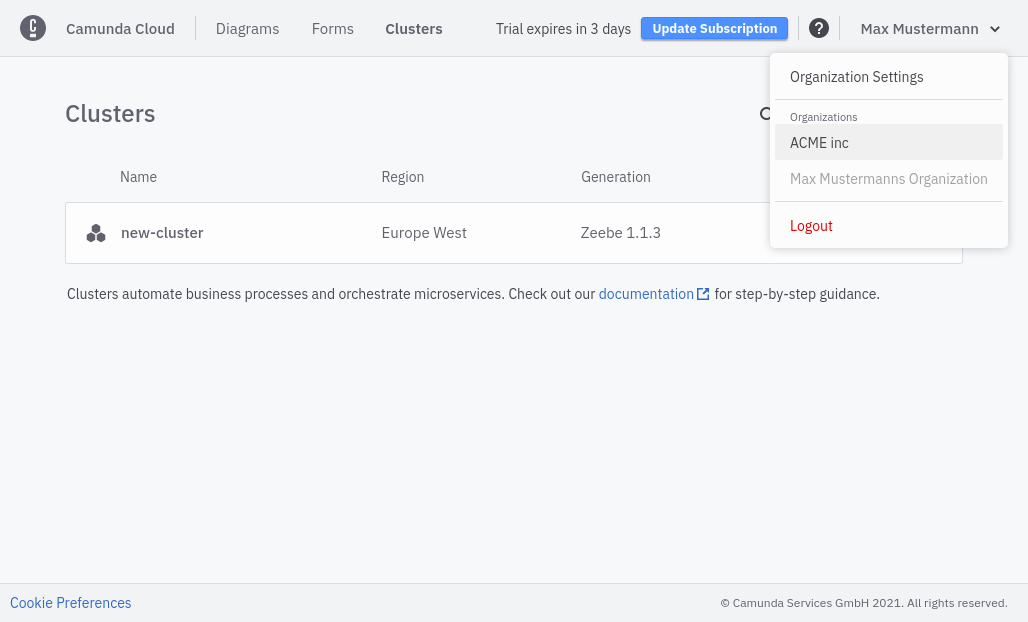 Camunda Cloud Diagrams Forms Clusters Trial expires in 3 days Update Subscription ? Max Mustermann
Organization Settings
Organizations
ACME inc
Max Mustermanns Organization
Logout
Clusters
Name Region Generation
new-cluster Europe West Zeebe 1.1.3
Clusters automate business processes and orchestrate microservices. Check out our documentation for step-by-step guidance.
Cookie Preferences © Camunda Services GmbH 2021. All rights reserved.